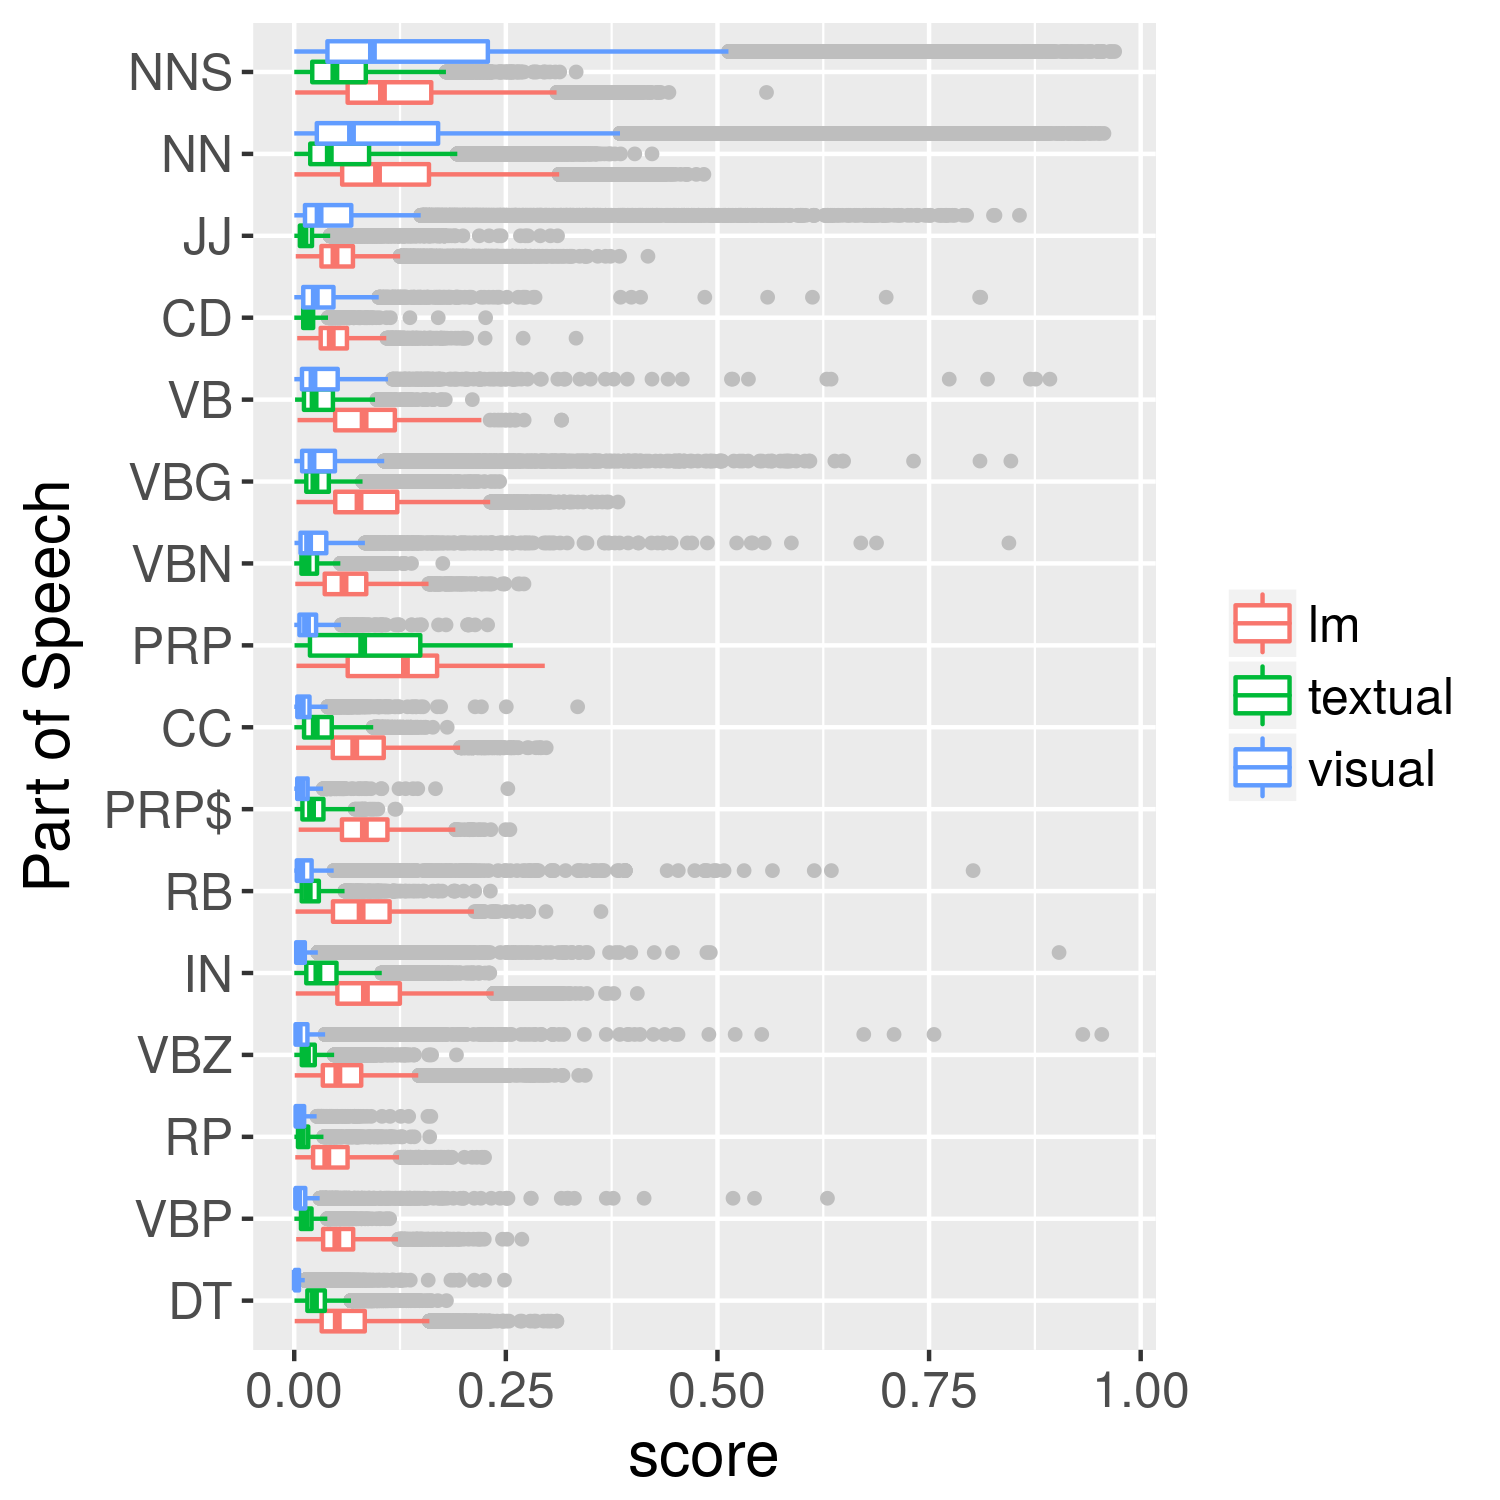 NNS
NN
JJ
CD
VB
VBG
VBN
PRP
CC
PRP$
RB
IN
VBZ
RP
VBP
DT
Part of Speech
0.00 0.25 0.50 0.75 1.00
score
lm
textual
visual